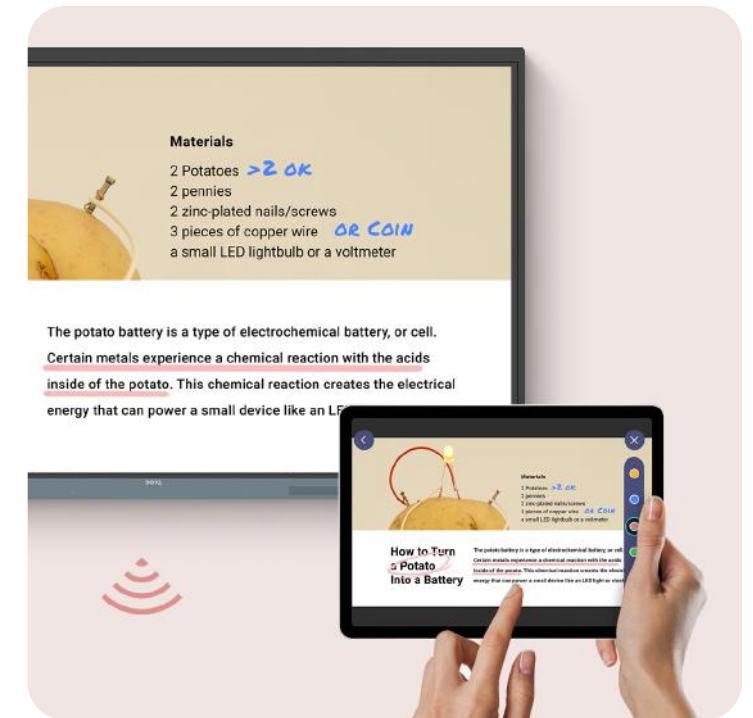 Materials
2 Potatoes >2 OK
2 pennies
2 zinc-plated nails/screws
3 pieces of copper wire OR COIN
a small LED lightbulb or a voltmeter
The potato battery is a type of electrochemical battery, or cell.
Certain metals experience a chemical reaction with the acids
inside of the potato. This chemical reaction creates the electrical
energy that can power a small device like an
BenQ
Materials
2 Potatoes >2 OK
2 pennies
2 zinc-plated nails/screws
3 pieces of copper wire OR COIN
a small LED lightbulb or a voltmeter
How to Turn
a Potato
Into a Battery
The potato battery is a type of electrochemical battery, or cell
Certain metals experience a chemical reaction with the acids
inside of the potato. This chemical reaction creates the
energy that can power a small device like an LED light or